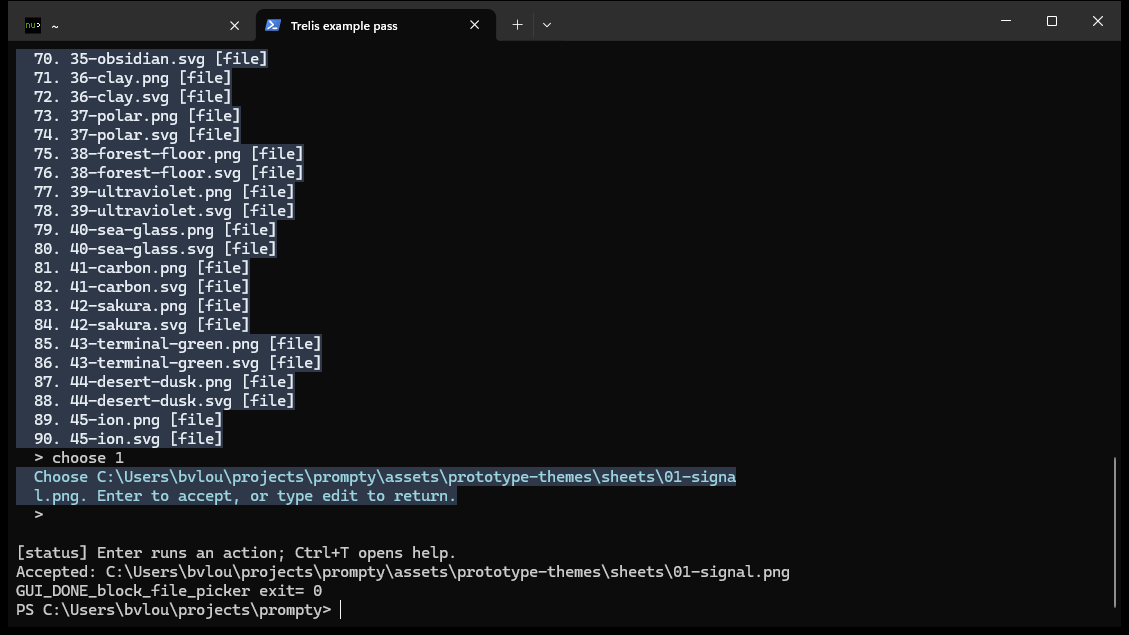 nu> ~
Trelis example pass
70. 35-obsidian.svg [file]
71. 36-clay.png [file]
72. 36-clay.svg [file]
73. 37-polar.png [file]
74. 37-polar.svg [file]
75. 38-forest-floor.png [file]
76. 38-forest-floor.svg [file]
77. 39-ultraviolet.png [file]
78. 39-ultraviolet.svg [file]
79. 40-sea-glass.png [file]
80. 40-sea-glass.svg [file]
81. 41-carbon.png [file]
82. 41-carbon.svg [file]
83. 42-sakura.png [file]
84. 42-sakura.svg [file]
85. 43-terminal-green.png [file]
86. 43-terminal-green.svg [file]
87. 44-desert-dusk.png [file]
88. 44-desert-dusk.svg [file]
89. 45-ion.png [file]
90. 45-ion.svg [file]
> choose 1
Choose C:\Users\bvlou\projects\prompty\assets\prototype-themes\sheets\01-signa
l.png. Enter to accept, or type edit to return.
>
[status] Enter runs an action; Ctrl+T opens help.
Accepted: C:\Users\bvlou\projects\prompty\assets\prototype-themes\sheets\01-signal.png
GUI_DONE_block_file_picker exit= 0
PS C:\Users\bvlou\projects\prompty>